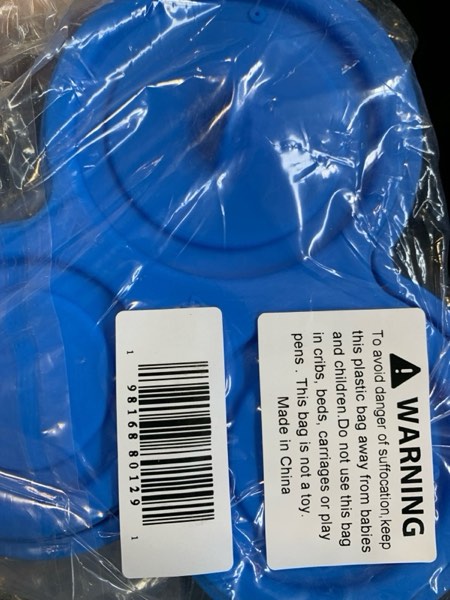 WARNING
To avoid danger of suffocation,keep
this plastic bag away from babies
and children.Do not use this bag
in cribs, beds, carriages or play
pens . This bag is not a toy.
Made in China
1 98168 80129 1